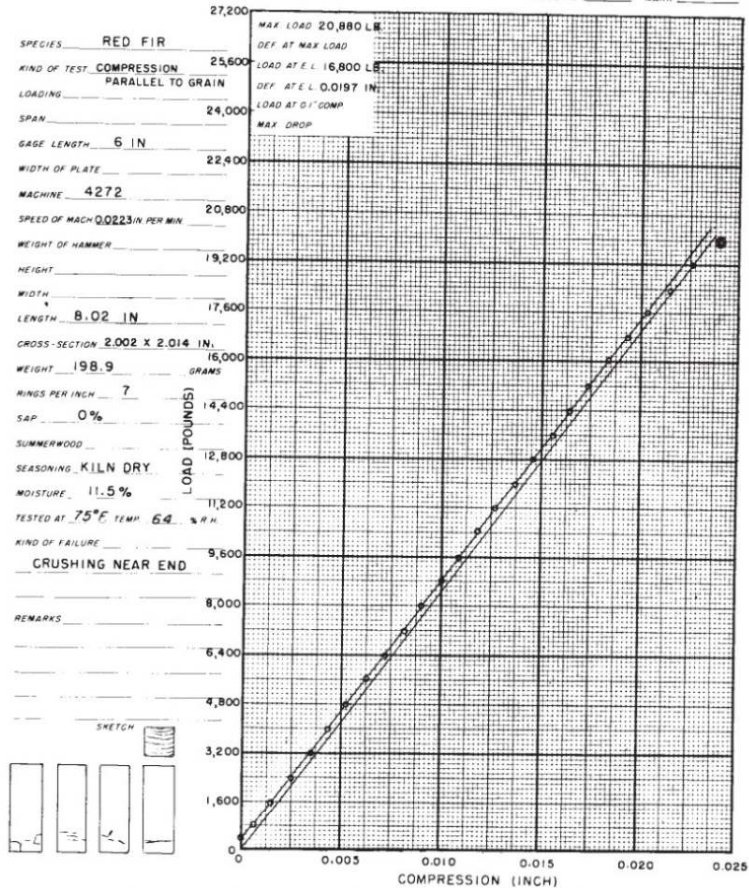 SPECIES RED FIR
KIND OF TEST COMPRESSION
PARALLEL TO GRAIN
LOADING
SPAN
GAGE LENGTH 6 IN
WIDTH OF PLATE
MACHINE 4272
SPEED OF MACH 0.0223 IN PER MIN
WEIGHT OF HAMMER
HEIGHT
WIDTH
LENGTH 8.02 IN
CROSS-SECTION 2.002 X 2.014 IN.
WEIGHT 198.9 GRAMS
RINGS PER INCH 7
SAP 0%
SUMMERWOOD
SEASONING KILN DRY
MOISTURE 11.5%
TESTED AT 75°F TEMP. 64 % R.H.
KIND OF FAILURE
CRUSHING NEAR END
REMARKS
SKETCH
MAX. LOAD 20,880 LB.
DEF. AT MAX LOAD
LOAD AT E.L. 16,800 LB.
DEF. AT E.L. 0.0197 IN.
LOAD AT 0.1" COMP.
MAX DROP
LOAD (POUNDS)
27,200
25,600
24,000
22,400
20,800
19,200
17,600
16,000
14,400
12,800
11,200
9,600
8,000
6,400
4,800
3,200
1,600
0
0 0.005 0.010 0.015 0.020 0.025
COMPRESSION (INCH)